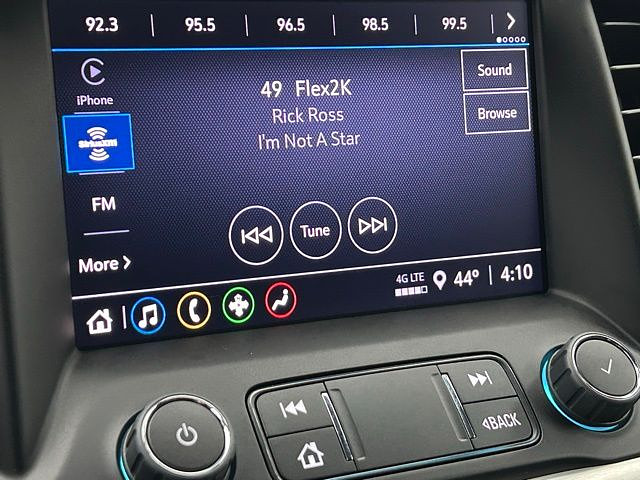 92.3 95.5 96.5 98.5 99.5
iPhone
49 Flex2K
Sound
Rick Ross
Browse
SiriusXM
I'm Not A Star
FM
Tune
More
4G LTE 44° 4:10
BACK